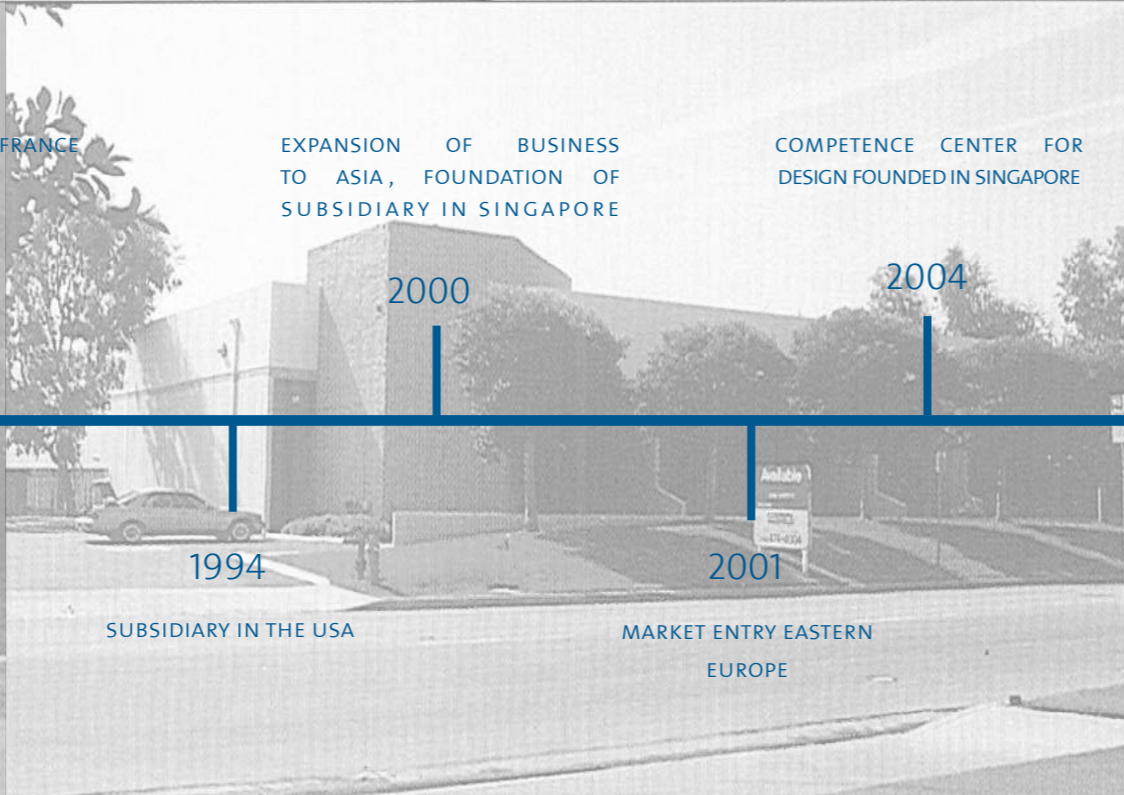 FRANCE
EXPANSION OF BUSINESS
TO ASIA, FOUNDATION OF
SUBSIDIARY IN SINGAPORE
COMPETENCE CENTER FOR
DESIGN FOUNDED IN SINGAPORE
2000
2004
Available
1994
2001
SUBSIDIARY IN THE USA
MARKET ENTRY EASTERN
EUROPE